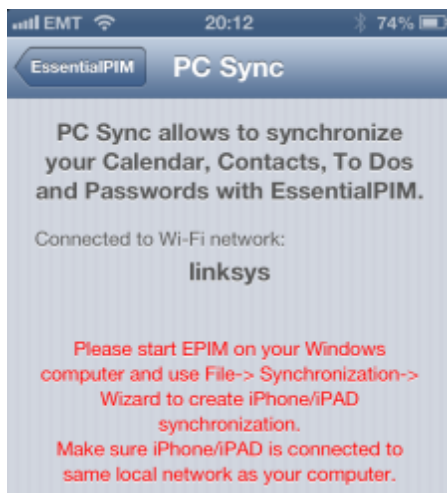 EMT 20:12 74%
EssentialPIM PC Sync
PC Sync allows to synchronize
your Calendar, Contacts, To Dos
and Passwords with EssentialPIM.
Connected to Wi-Fi network:
linksys
Please start EPIM on your Windows
computer and use File-> Synchronization->
Wizard to create iPhone/iPAD
synchronization.
Make sure iPhone/iPAD is connected to
same local network as your computer.